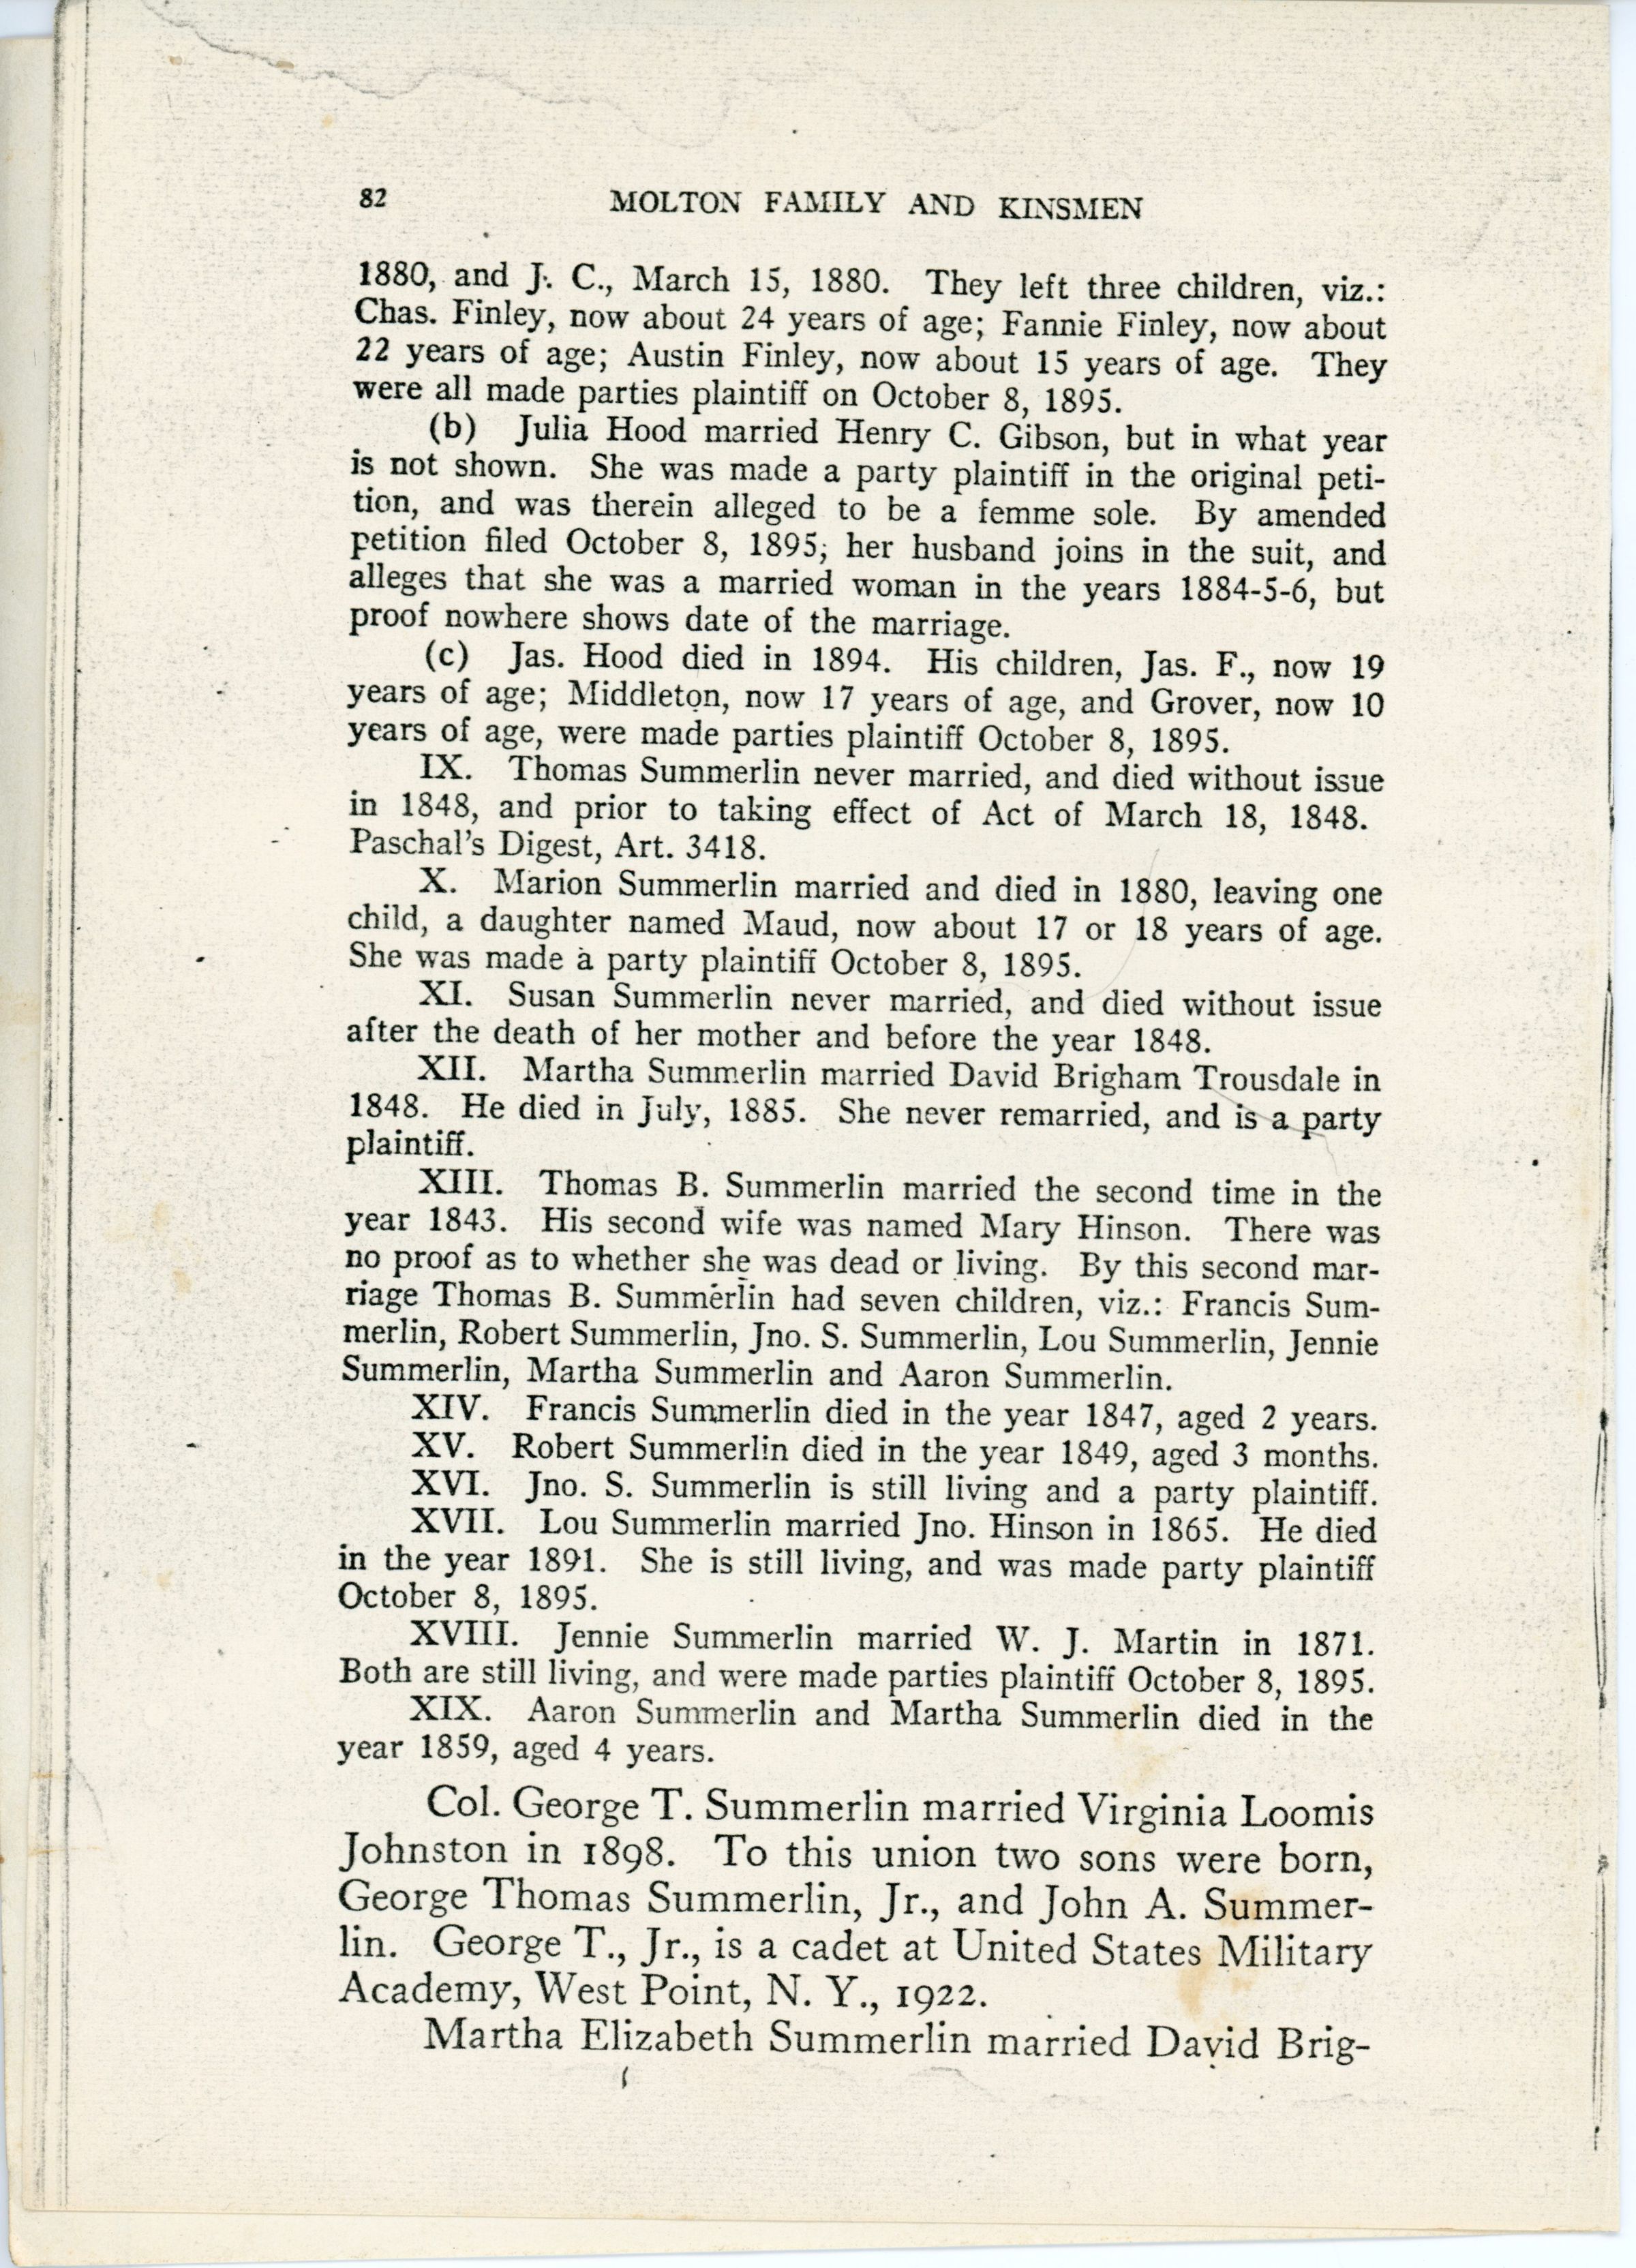 82 MOLTON FAMILY AND KINSMEN
1880, and J. C., March 15, 1880. They left three children, viz.:
Chas. Finley, now about 24 years of age; Fannie Finley, now about
22 years of age; Austin Finley, now about 15 years of age. They
were all made parties plaintiff on October 8, 1895.
(b) Julia Hood married Henry C. Gibson, but in what year
is not shown. She was made a party plaintiff in the original peti-
tion, and was therein alleged to be a femme sole. By amended
petition filed October 8, 1895; her husband joins in the suit, and
alleges that she was a married woman in the years 1884-5-6, but
proof nowhere shows date of the marriage.
(c) Jas. Hood died in 1894. His children, Jas. F., now 19
years of age; Middleton, now 17 years of age, and Grover, now 10
years of age, were made parties plaintiff October 8, 1895.
IX. Thomas Summerlin never married, and died without issue
in 1848, and prior to taking effect of Act of March 18, 1848.
Paschal's Digest, Art. 3418.
X. Marion Summerlin married and died in 1880, leaving one
child, a daughter named Maud, now about 17 or 18 years of age.
She was made a party plaintiff October 8, 1895.
XI. Susan Summerlin never married, and died without issue
after the death of her mother and before the year 1848.
XII. Martha Summerlin married David Brigham Trousdale in
1848. He died in July, 1885. She never remarried, and is a party
plaintiff.
XIII. Thomas B. Summerlin married the second time in the
year 1843. His second wife was named Mary Hinson. There was
no proof as to whether she was dead or living. By this second mar-
riage Thomas B. Summerlin had seven children, viz.: Francis Sum-
merlin, Robert Summerlin, Jno. S. Summerlin, Lou Summerlin, Jennie
Summerlin, Martha Summerlin and Aaron Summerlin.
XIV. Francis Summerlin died in the year 1847, aged 2 years.
XV. Robert Summerlin died in the year 1849, aged 3 months.
XVI. Jno. S. Summerlin is still living and a party plaintiff.
XVII. Lou Summerlin married Jno. Hinson in 1865. He died
in the year 1891. She is still living, and was made party plaintiff
October 8, 1895.
XVIII. Jennie Summerlin married W. J. Martin in 1871.
Both are still living, and were made parties plaintiff October 8, 1895.
XIX. Aaron Summerlin and Martha Summerlin died in the
year 1859, aged 4 years.
Col. George T. Summerlin married Virginia Loomis
Johnston in 1898. To this union two sons were born,
George Thomas Summerlin, Jr., and John A. Summer-
lin. George T., Jr., is a cadet at United States Military
Academy, West Point, N. Y., 1922.
Martha Elizabeth Summerlin married David Brig-